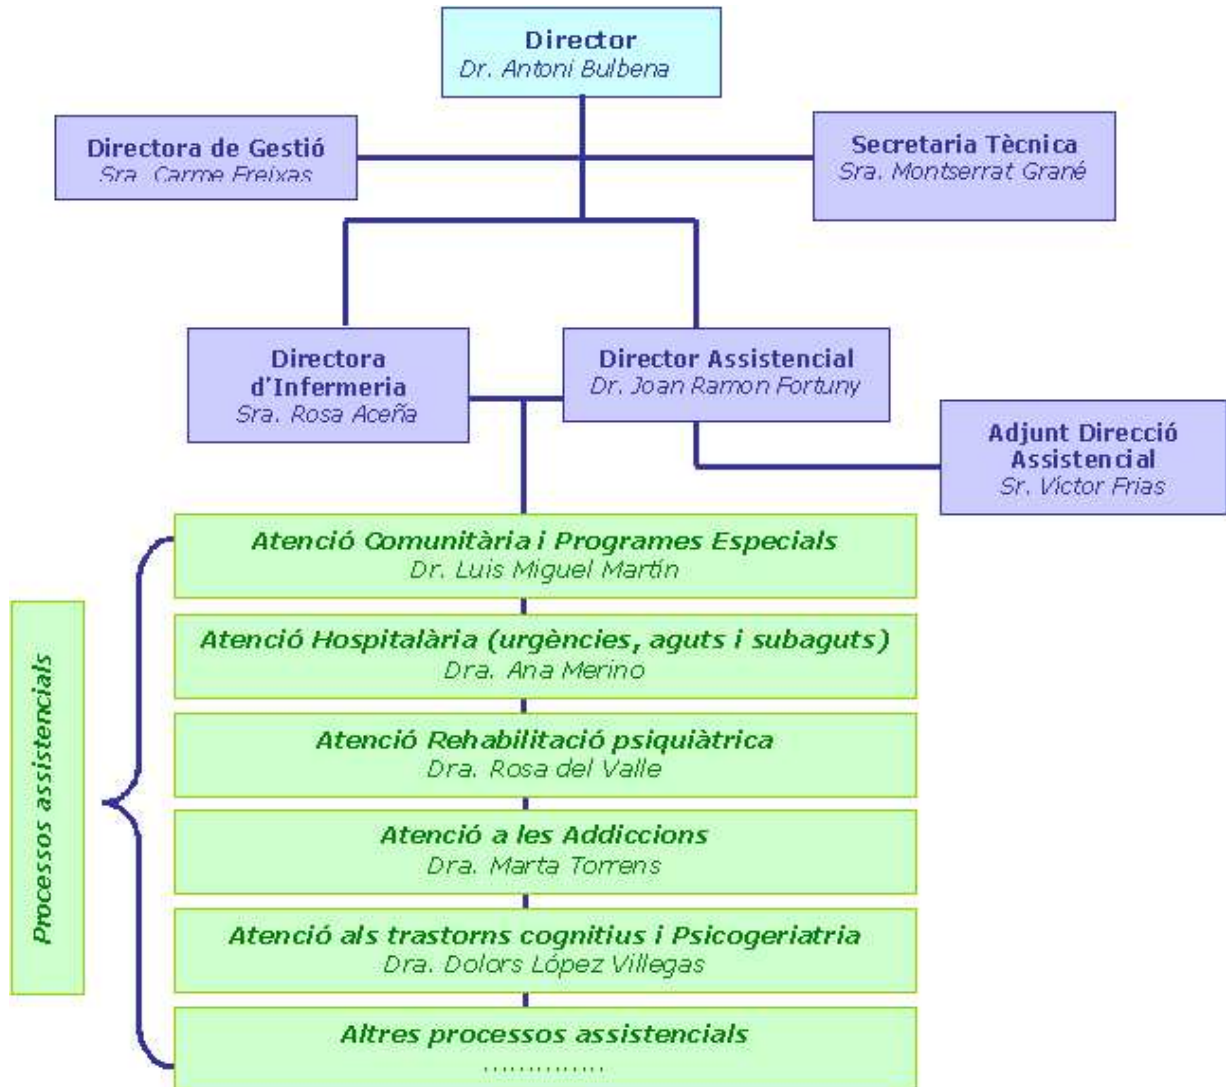 Director
Dr. Antoni Bulbena
Directora de Gestió
Sra. Carme Freixas
Secretaria Tècnica
Sra. Montserrat Grané
Directora
d'Infermeria
Sra. Rosa Aceña
Director Assistencial
Dr. Joan Ramon Fortuny
Adjunt Direcció
Assistencial
Sr. Víctor Frias
Processos assistencials
Atenció Comunitària i Programes Especials
Dr. Luis Miguel Martín
Atenció Hospitalària (urgències, aguts i subaguts)
Dra. Ana Merino
Atenció Rehabilitació psiquiàtrica
Dra. Rosa del Valle
Atenció a les Addiccions
Dra. Marta Torrens
Atenció als trastorns cognitius i Psicogeriatria
Dra. Dolors López Villegas
Altres processos assistencials
..............